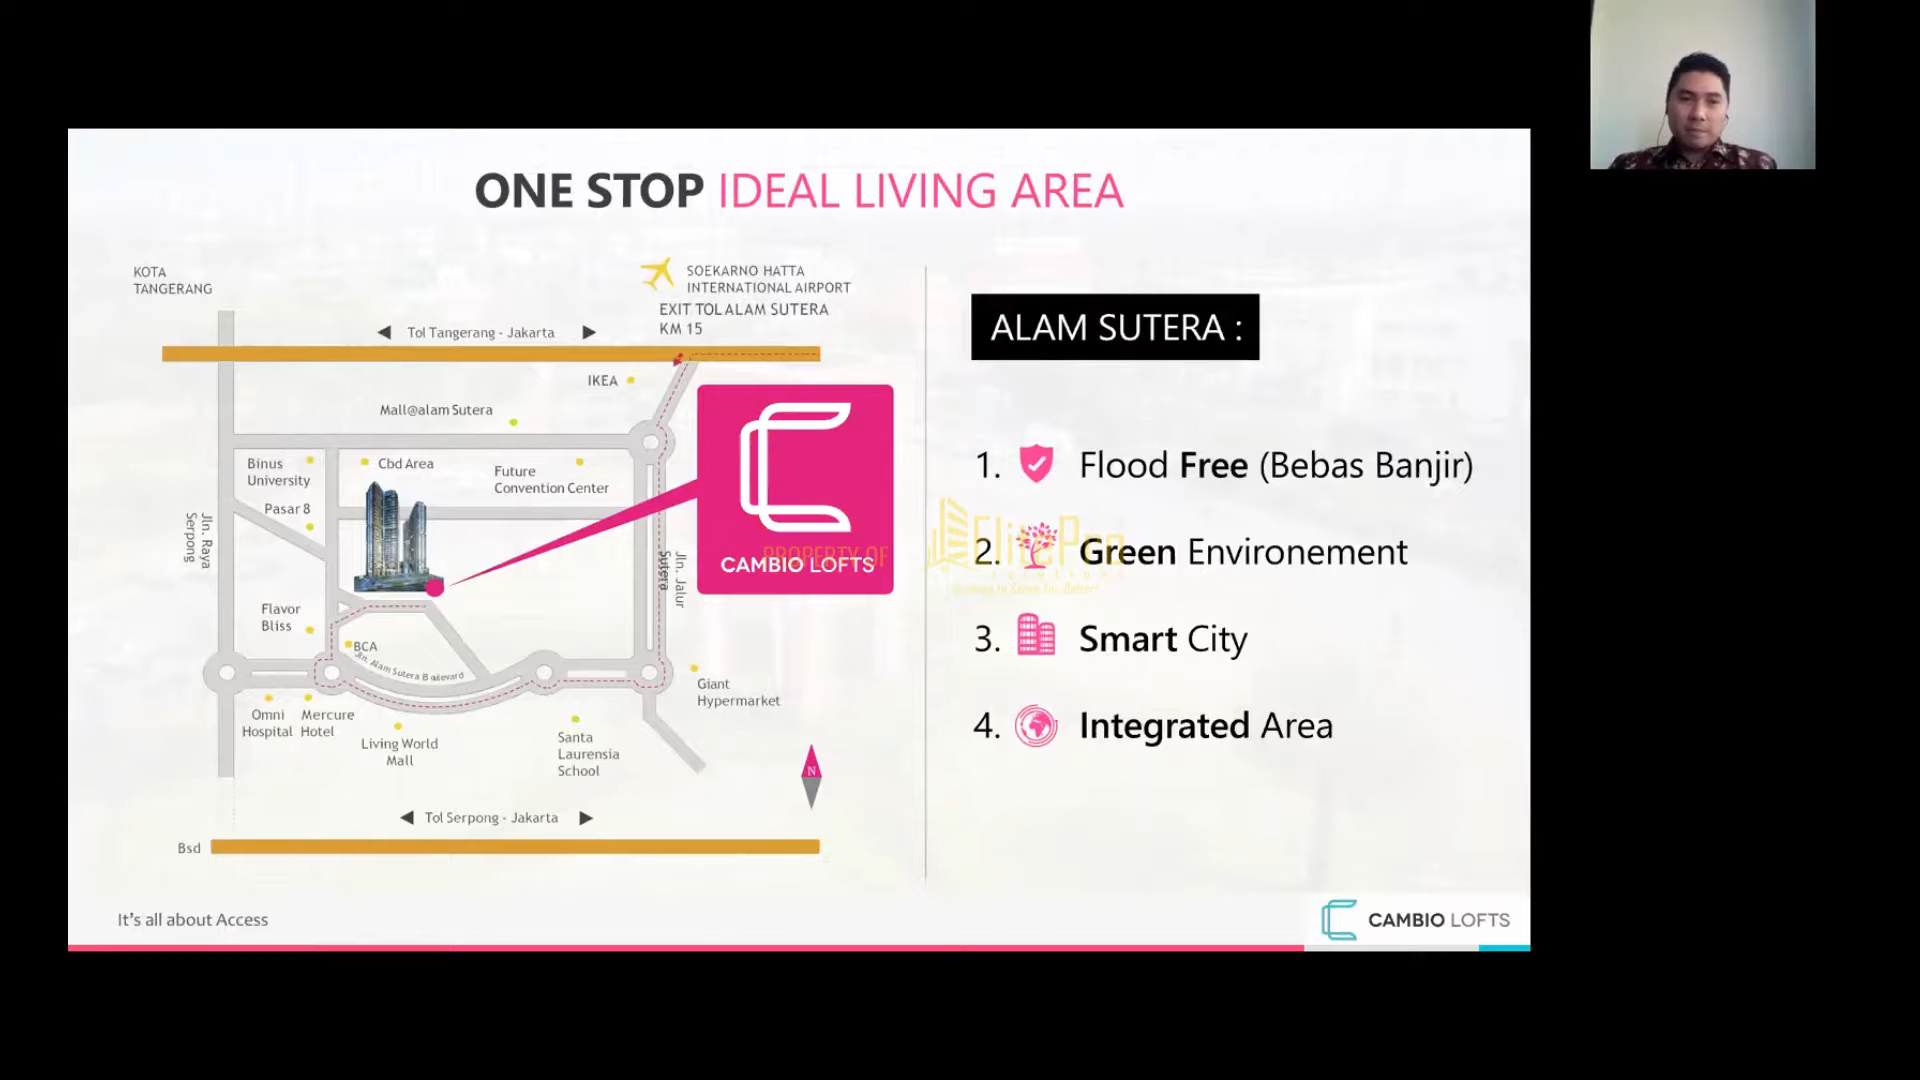 ONE STOP IDEAL LIVING AREA
KOTA
TANGERANG
SOEKARNO HATTA
INTERNATIONAL AIRPORT
EXIT TOL ALAM SUTERA
KM 15
Tol Tangerang - Jakarta
IKEA
Mall@alam Sutera
Binus
University
Cbd Area
Future
Convention Center
Pasar 8
Jln. Raya
Serpong
Jln. Jalur
Sutera
CAMBIO LOFTS
PROPERTY OF
ElitePro
Flavor
Bliss
BCA
Jln. Alam Sutera Boulevard
Giant
Hypermarket
Omni
Hospital
Mercure
Hotel
Living World
Mall
Santa
Laurensia
School
N
Tol Serpong - Jakarta
Bsd
ALAM SUTERA :
1. Flood Free (Bebas Banjir)
2. Green Environement
3. Smart City
4. Integrated Area
It's all about Access
CAMBIO LOFTS